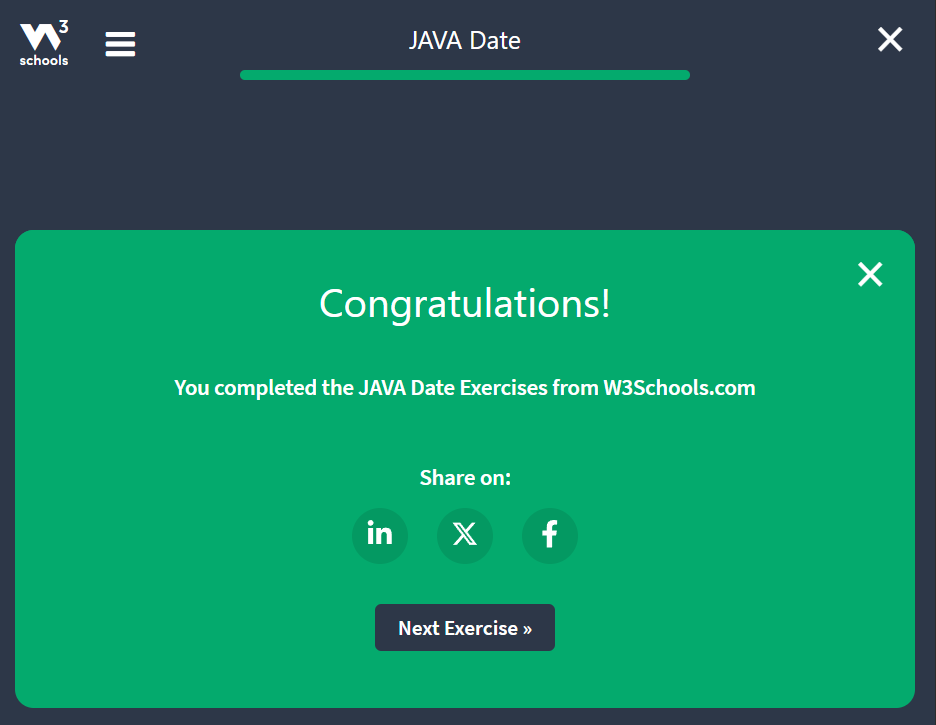 W3
schools
JAVA Date
Congratulations!
You completed the JAVA Date Exercises from W3Schools.com
Share on:
in X f
Next Exercise »